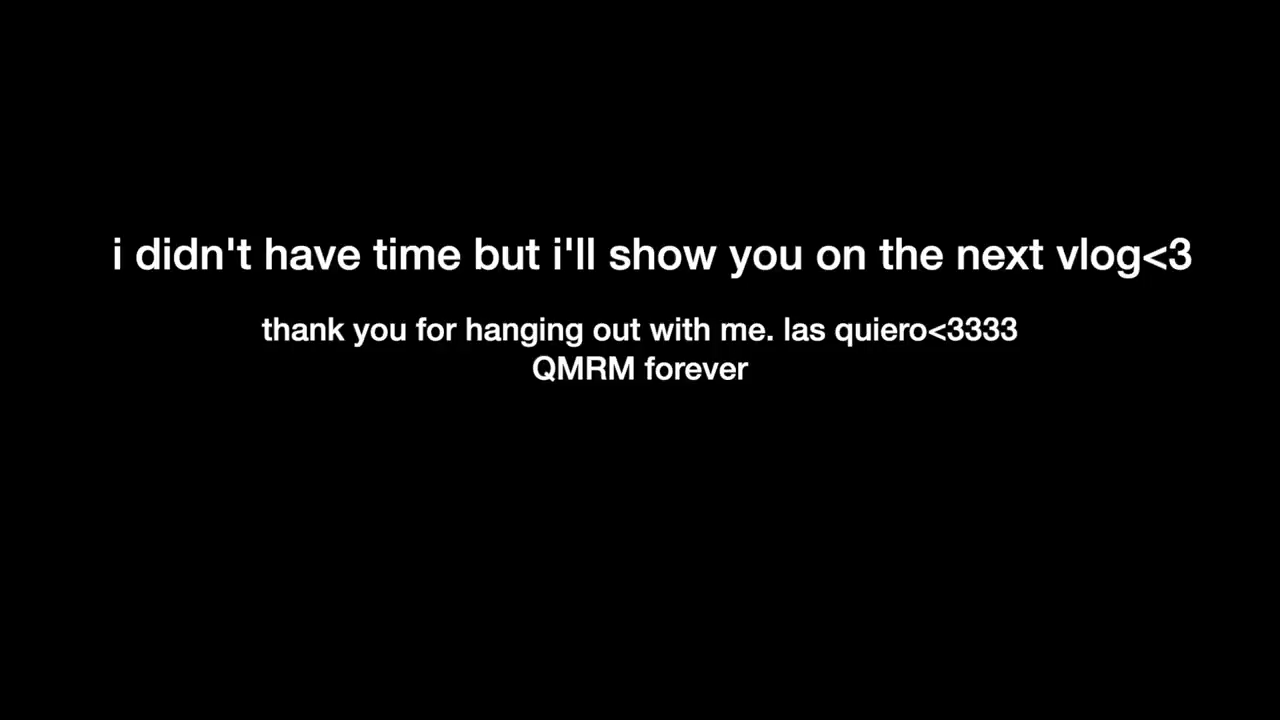 i didn't have time but i'll show you on the next vlog<3
thank you for hanging out with me. las quiero<3333
QMRM forever